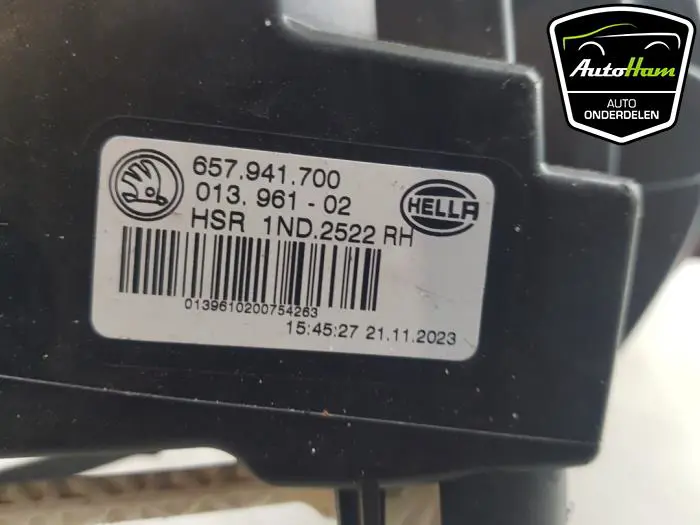 AutoHam
AUTO
ONDERDELEN
657.941.700
013.961-02
HELLA
HSR 1ND.2522 RH
0139610200754263
15:45:27 21.11.2023